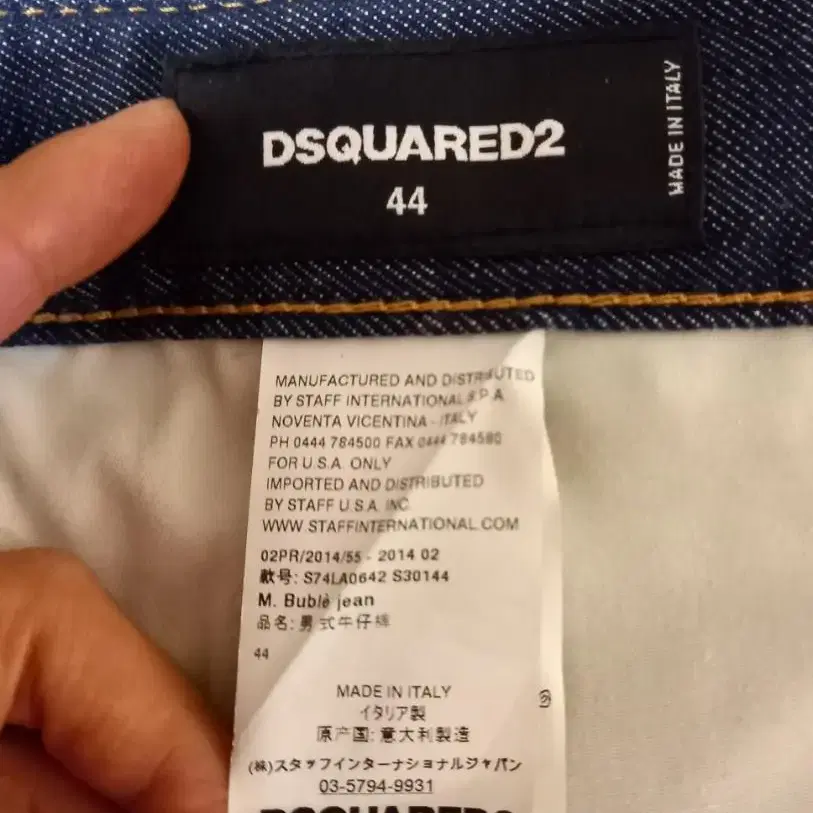 DSQUARED2
44
MADE IN ITALY
MANUFACTURED AND DISTRIBUTED
BY STAFF INTERNATIONAL S.P.A.
NOVENTA VICENTINA - ITALY
PH 0444 784500 FAX 0444 784580
FOR U.S.A. ONLY
IMPORTED AND DISTRIBUTED
BY STAFF U.S.A. INC.
WWW.STAFFINTERNATIONAL.COM
02PR/2014/55 - 2014 02
款号: S74LA0642 S30144
M. Bublè jean
品名: 男式牛仔裤
44
MADE IN ITALY
イタリア製
原产国: 意大利製造
(株)スタッフインターナショナルジャパン
03-5794-9931
DSQUARED2